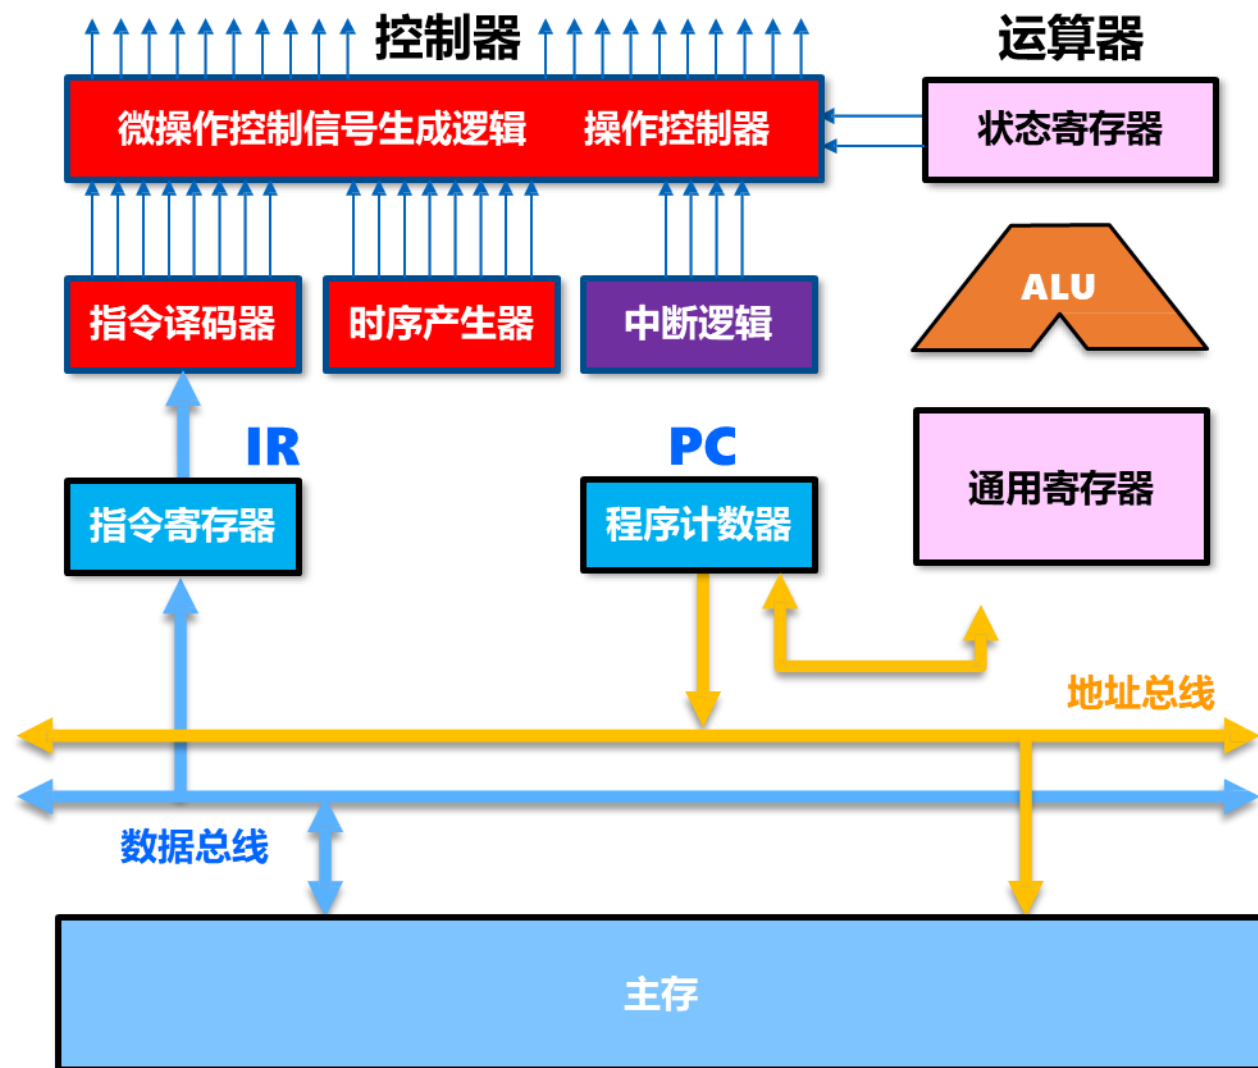 控制器
运算器
微操作控制信号生成逻辑 操作控制器
状态寄存器
ALU
指令译码器
时序产生器
中断逻辑
IR
PC
通用寄存器
指令寄存器
程序计数器
地址总线
数据总线
主存